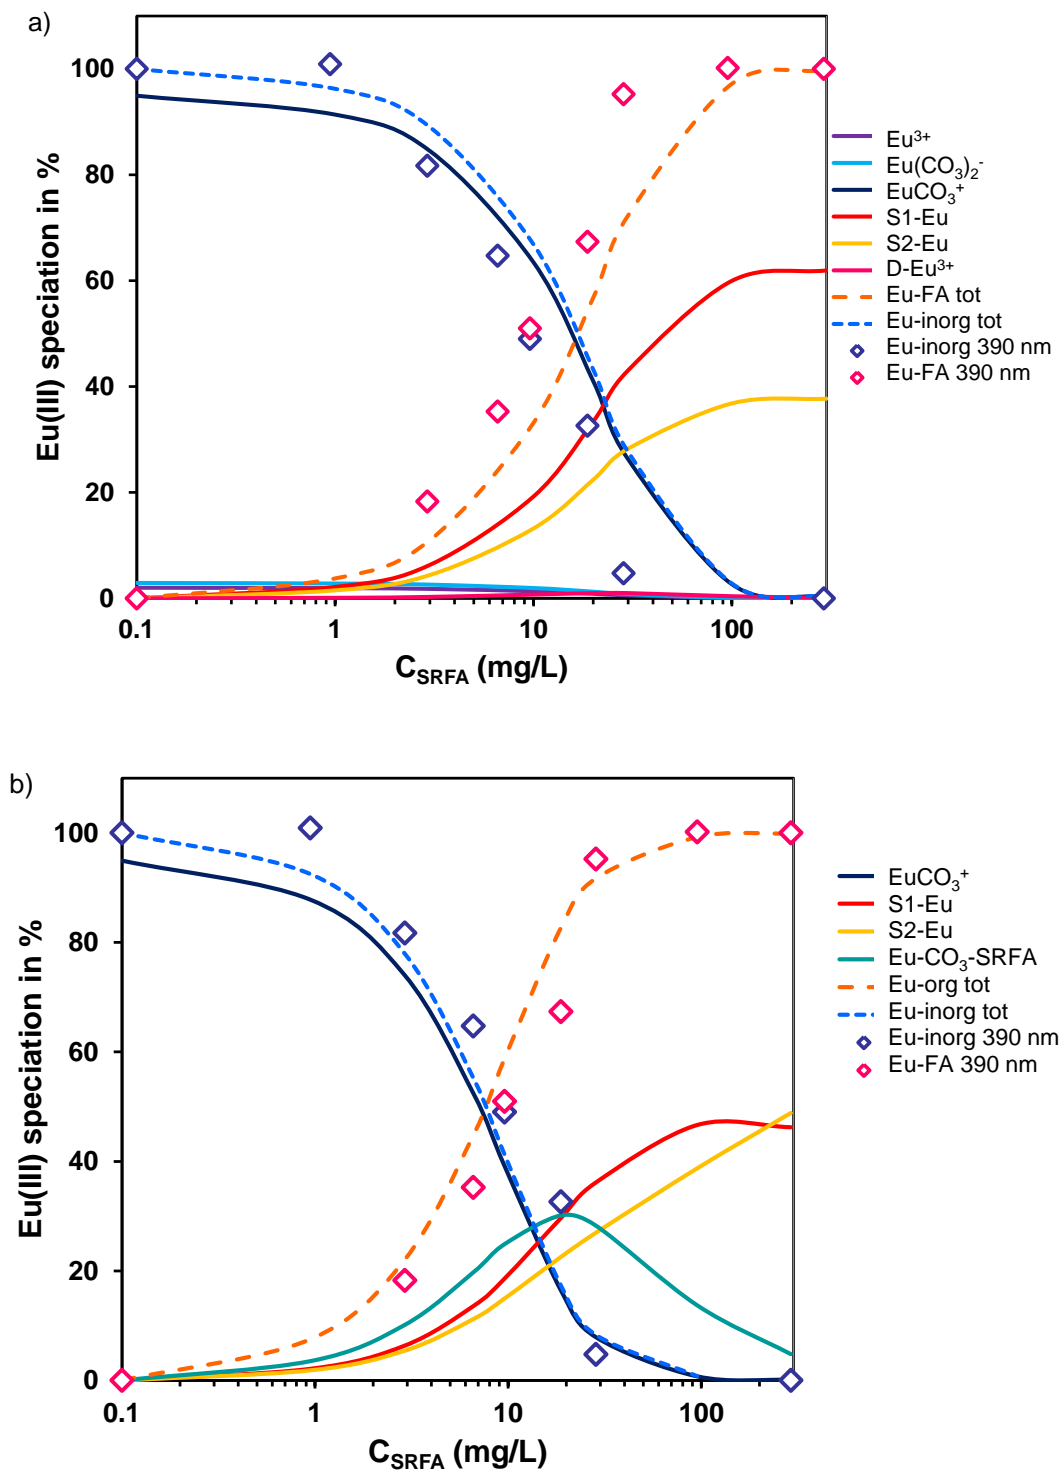 a)
Eu(III) speciation in %
100
80
60
40
20
0
0.1 1 10 100
C_SRFA (mg/L)
Eu³⁺
Eu(CO₃)₂⁻
EuCO₃⁺
S1-Eu
S2-Eu
D-Eu³⁺
Eu-FA tot
Eu-inorg tot
Eu-inorg 390 nm
Eu-FA 390 nm
b)
Eu(III) speciation in %
100
80
60
40
20
0
0.1 1 10 100
C_SRFA (mg/L)
EuCO₃⁺
S1-Eu
S2-Eu
Eu-CO₃-SRFA
Eu-org tot
Eu-inorg tot
Eu-inorg 390 nm
Eu-FA 390 nm